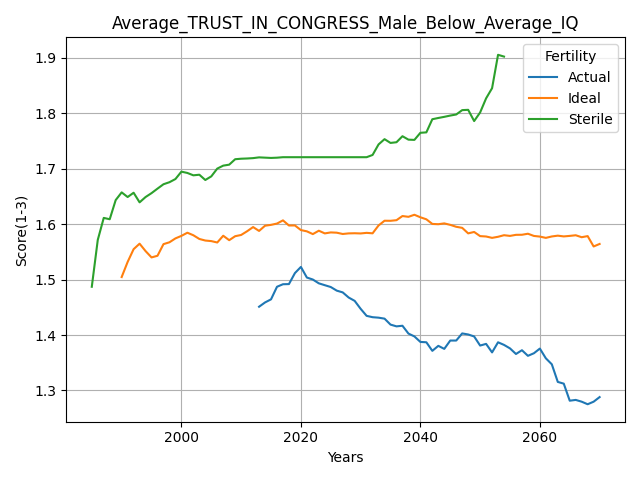 Average_TRUST_IN_CONGRESS_Male_Below_Average_IQ
Fertility
Actual
Ideal
Sterile
Score(1-3)
1.9
1.8
1.7
1.6
1.5
1.4
1.3
2000
2020
2040
2060
Years